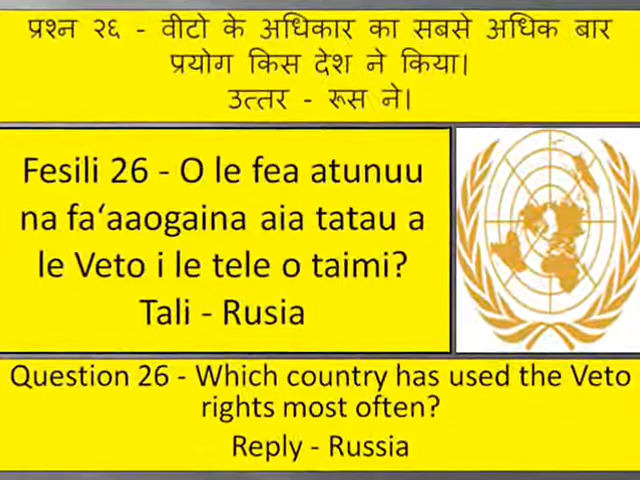 प्रश्न २६ - वीटो के अधिकार का सबसे अधिक बार
प्रयोग किस देश ने किया।
उत्तर - रूस ने।
Fesili 26 - O le fea atunuu
na fa‘aaogaina aia tatau a
le Veto i le tele o taimi?
Tali - Rusia
Question 26 - Which country has used the Veto
rights most often?
Reply - Russia